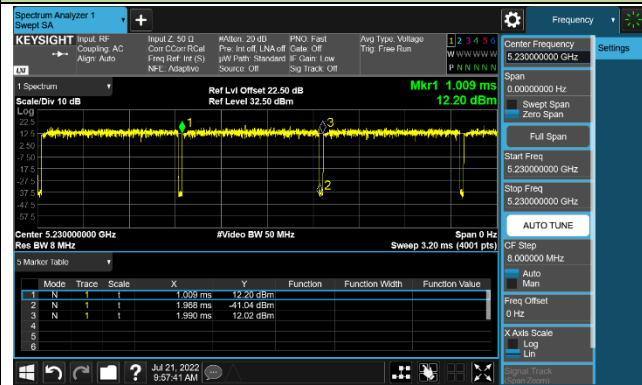 Spectrum Analyzer 1
Swept SA
+
Frequency
KEYSIGHT
Input: RF
Coupling: AC
Align: Auto
Input Z: 50 Ω
Corr CCorr RCal
Freq Ref: Int (S)
NFE: Adaptive
#Atten: 20 dB
Pre: Int off, LNA off
µW Path: Standard
Source: Off
PNO: Fast
Gate: Off
IF Gain: Low
Sig Track: Off
Avg Type: Voltage
Trig: Free Run
1 2 3 4 5 6
W W W W W W
P N N N N N
LXI
1 Spectrum
Scale/Div 10 dB
Log
Ref Lvl Offset 22.50 dB
Ref Level 32.50 dBm
Mkr1 1.009 ms
12.20 dBm
22.5
12.5
2.50
-7.50
-17.5
-27.5
-37.5
-47.5
-57.5
1
3
2
Center 5.230000000 GHz
Res BW 8 MHz
#Video BW 50 MHz
Span 0 Hz
Sweep 3.20 ms (4001 pts)
5 Marker Table
Mode Trace Scale X Y Function Function Width Function Value
1 N 1 t 1.009 ms 12.20 dBm
2 N 1 t 1.968 ms -41.04 dBm
3 N 1 t 1.990 ms 12.02 dBm
4
5
6
Jul 21, 2022
9:57:41 AM
?
Center Frequency
5.230000000 GHz
Settings
Span
0.00000000 Hz
Swept Span
Zero Span
Full Span
Start Freq
5.230000000 GHz
Stop Freq
5.230000000 GHz
AUTO TUNE
CF Step
8.000000 MHz
Auto
Man
Freq Offset
0 Hz
X Axis Scale
Log
Lin
Signal Track
(Span Zoom)